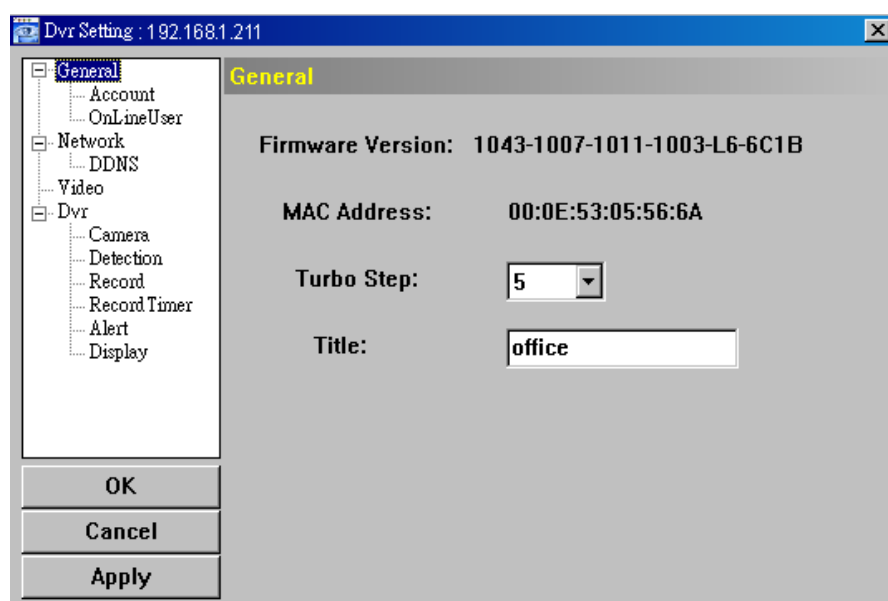 Dvr Setting : 192.168.1.211
General
Account
OnLineUser
Network
DDNS
Video
Dvr
Camera
Detection
Record
Record Timer
Alert
Display
OK
Cancel
Apply
General
Firmware Version: 1043-1007-1011-1003-L6-6C1B
MAC Address: 00:0E:53:05:56:6A
Turbo Step: 5
Title: office